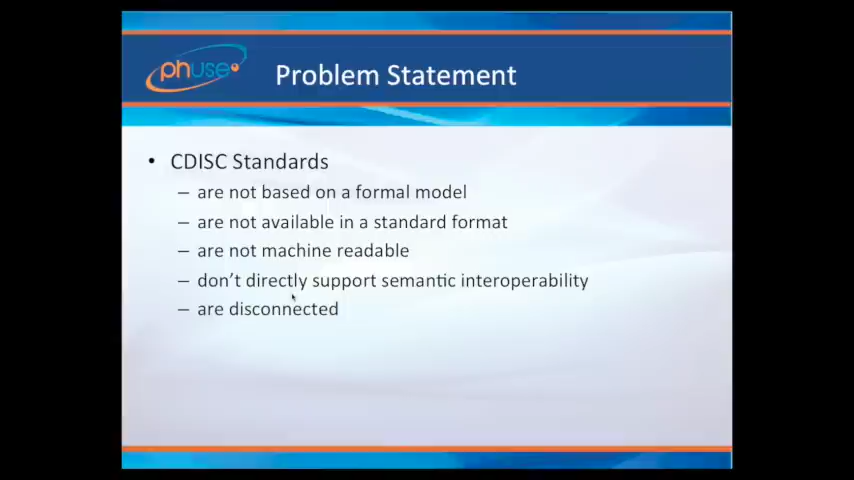 phuse
Problem Statement
• CDISC Standards
– are not based on a formal model
– are not available in a standard format
– are not machine readable
– don't directly support semantic interoperability
– are disconnected